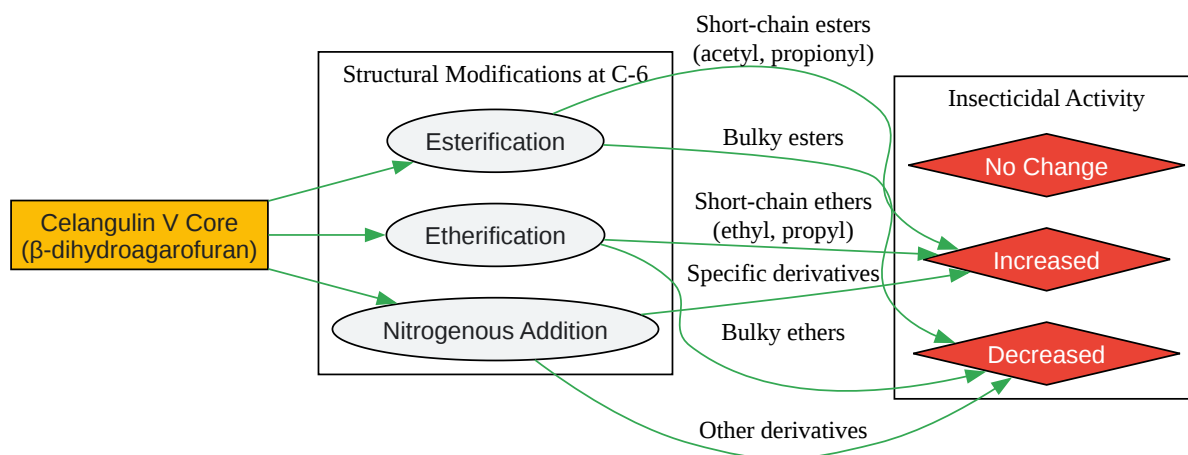 Celangulin V Core
(β-dihydroagarofuran)
Structural Modifications at C-6
Esterification
Etherification
Nitrogenous Addition
Short-chain esters
(acetyl, propionyl)
Bulky esters
Short-chain ethers
(ethyl, propyl)
Specific derivatives
Bulky ethers
Other derivatives
Insecticidal Activity
No Change
Increased
Decreased